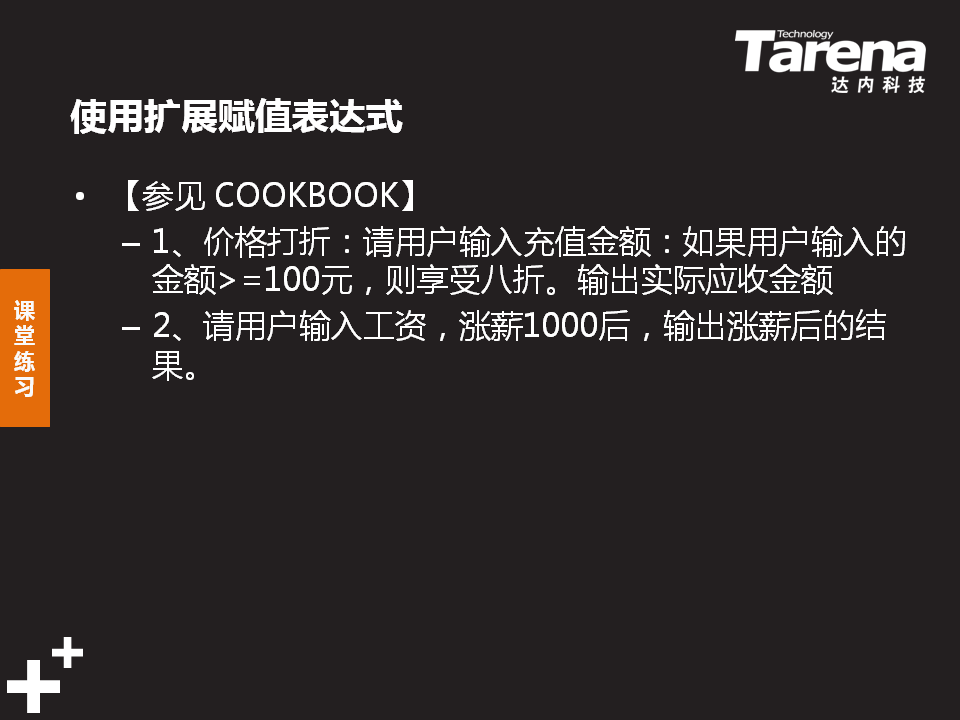 Technology
Tarena
达内科技
使用扩展赋值表达式
• 【参见 COOKBOOK】
– 1、价格打折：请用户输入充值金额：如果用户输入的
金额>=100元，则享受八折。输出实际应收金额
– 2、请用户输入工资，涨薪1000后，输出涨薪后的结
果。
课
堂
练
习